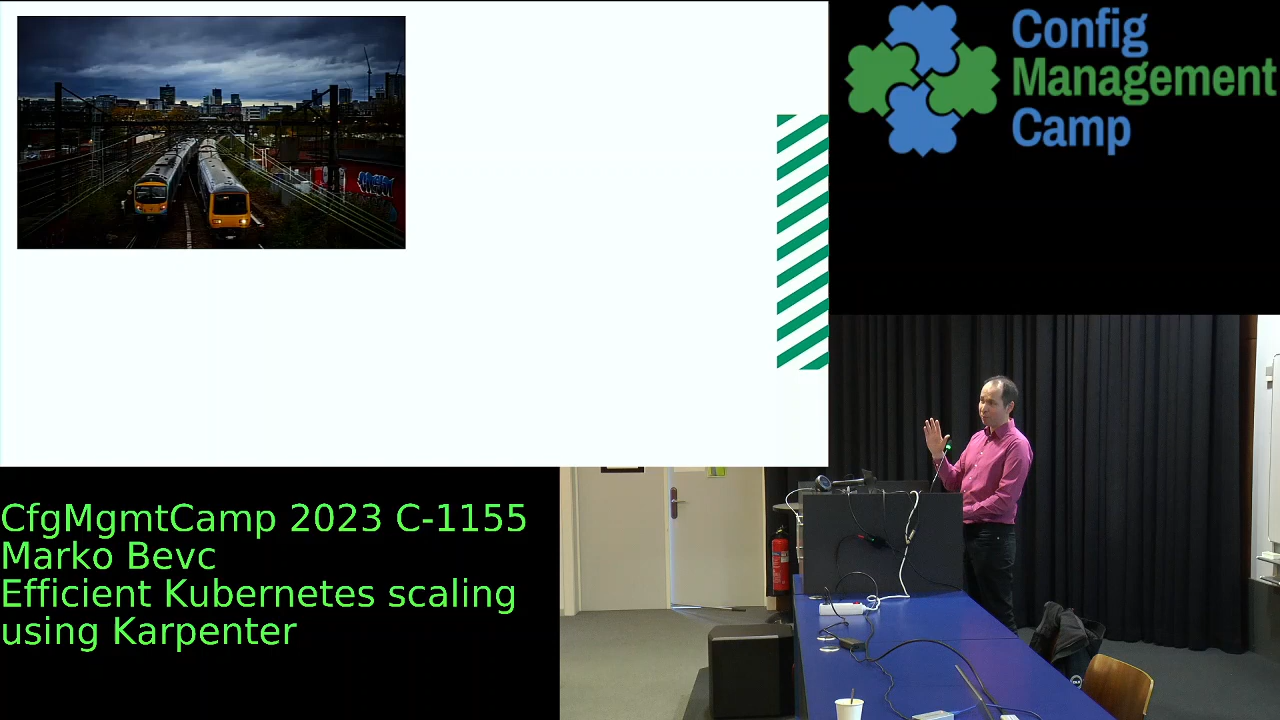 Config
Management
Camp
CfgMgmtCamp 2023 C-1155
Marko Bevc
Efficient Kubernetes scaling
using Karpenter